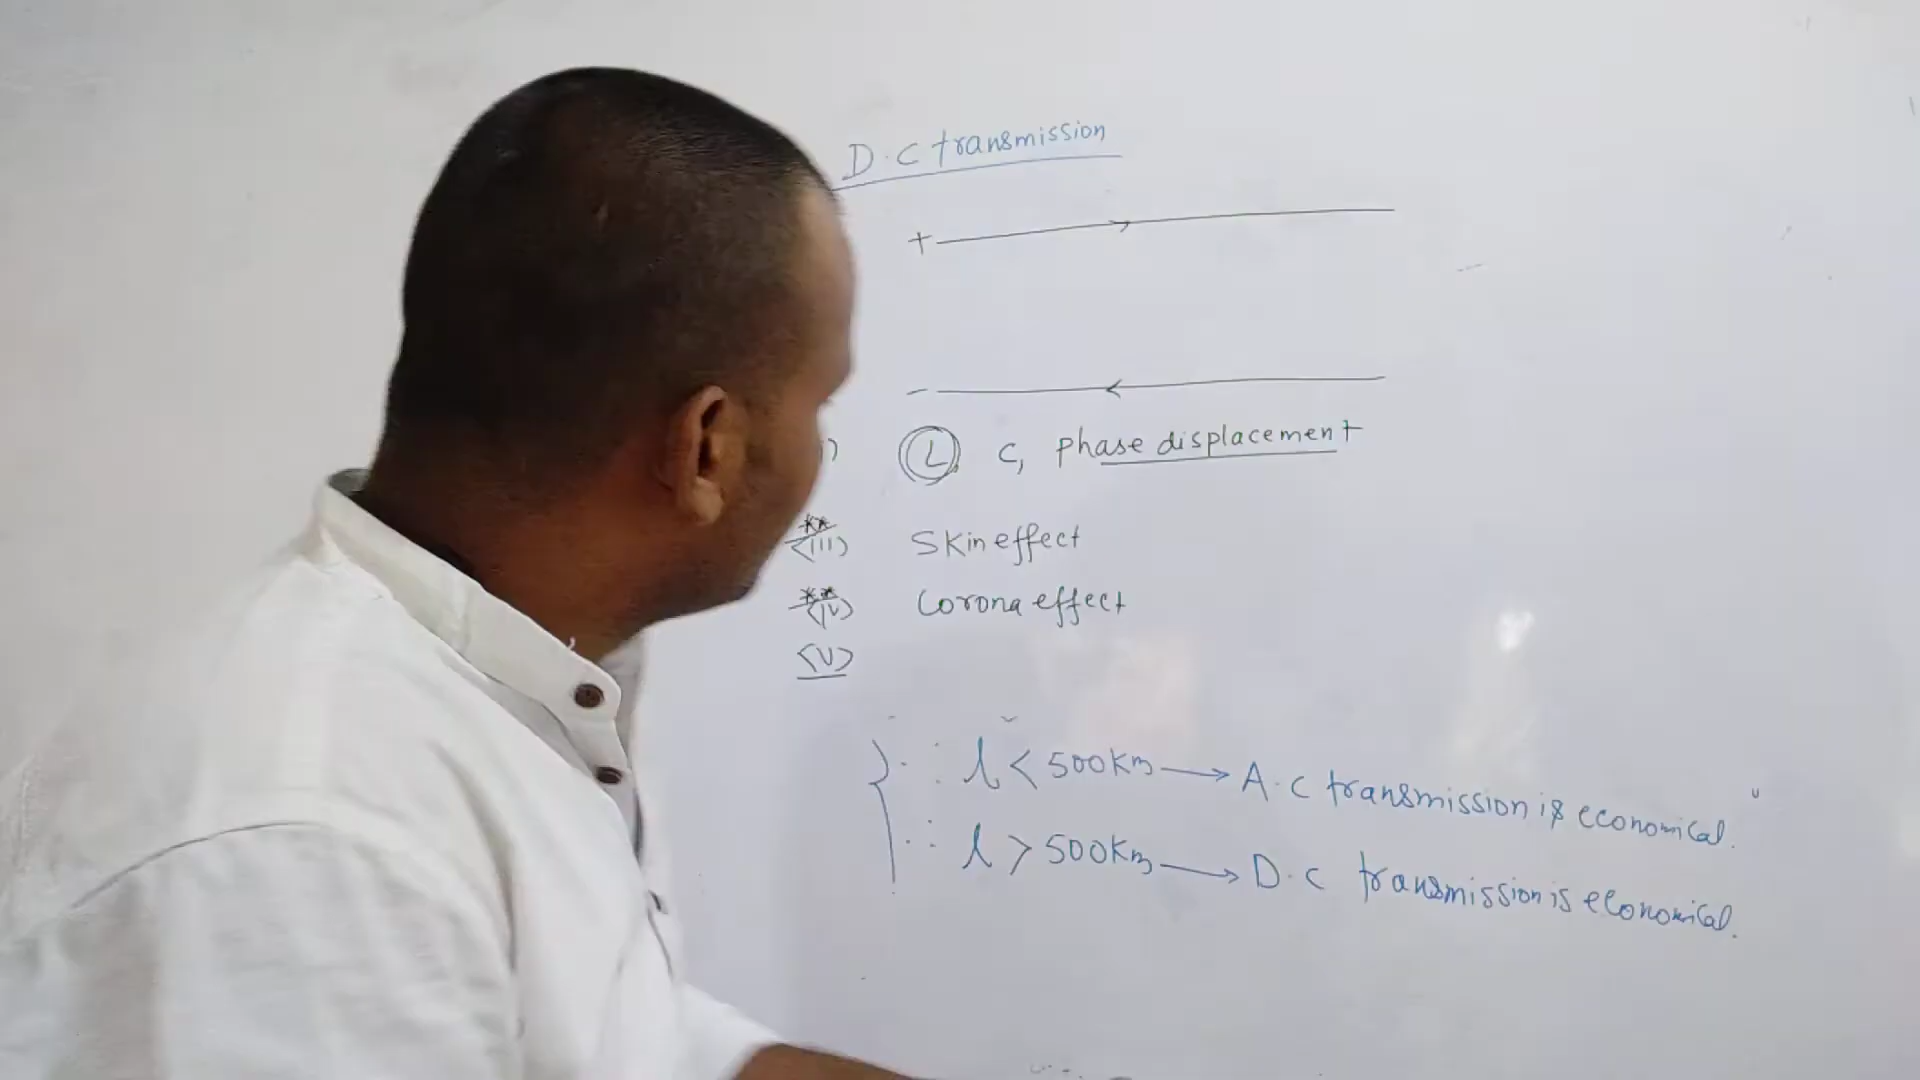 D.C transmission
+
-
) L C, Phase displacement
** <III> Skin effect
** <IV> Corona effect
<V>
∴ l < 500Km → A.C transmission is economical.
∴ l > 500Km → D.C transmission is economical.